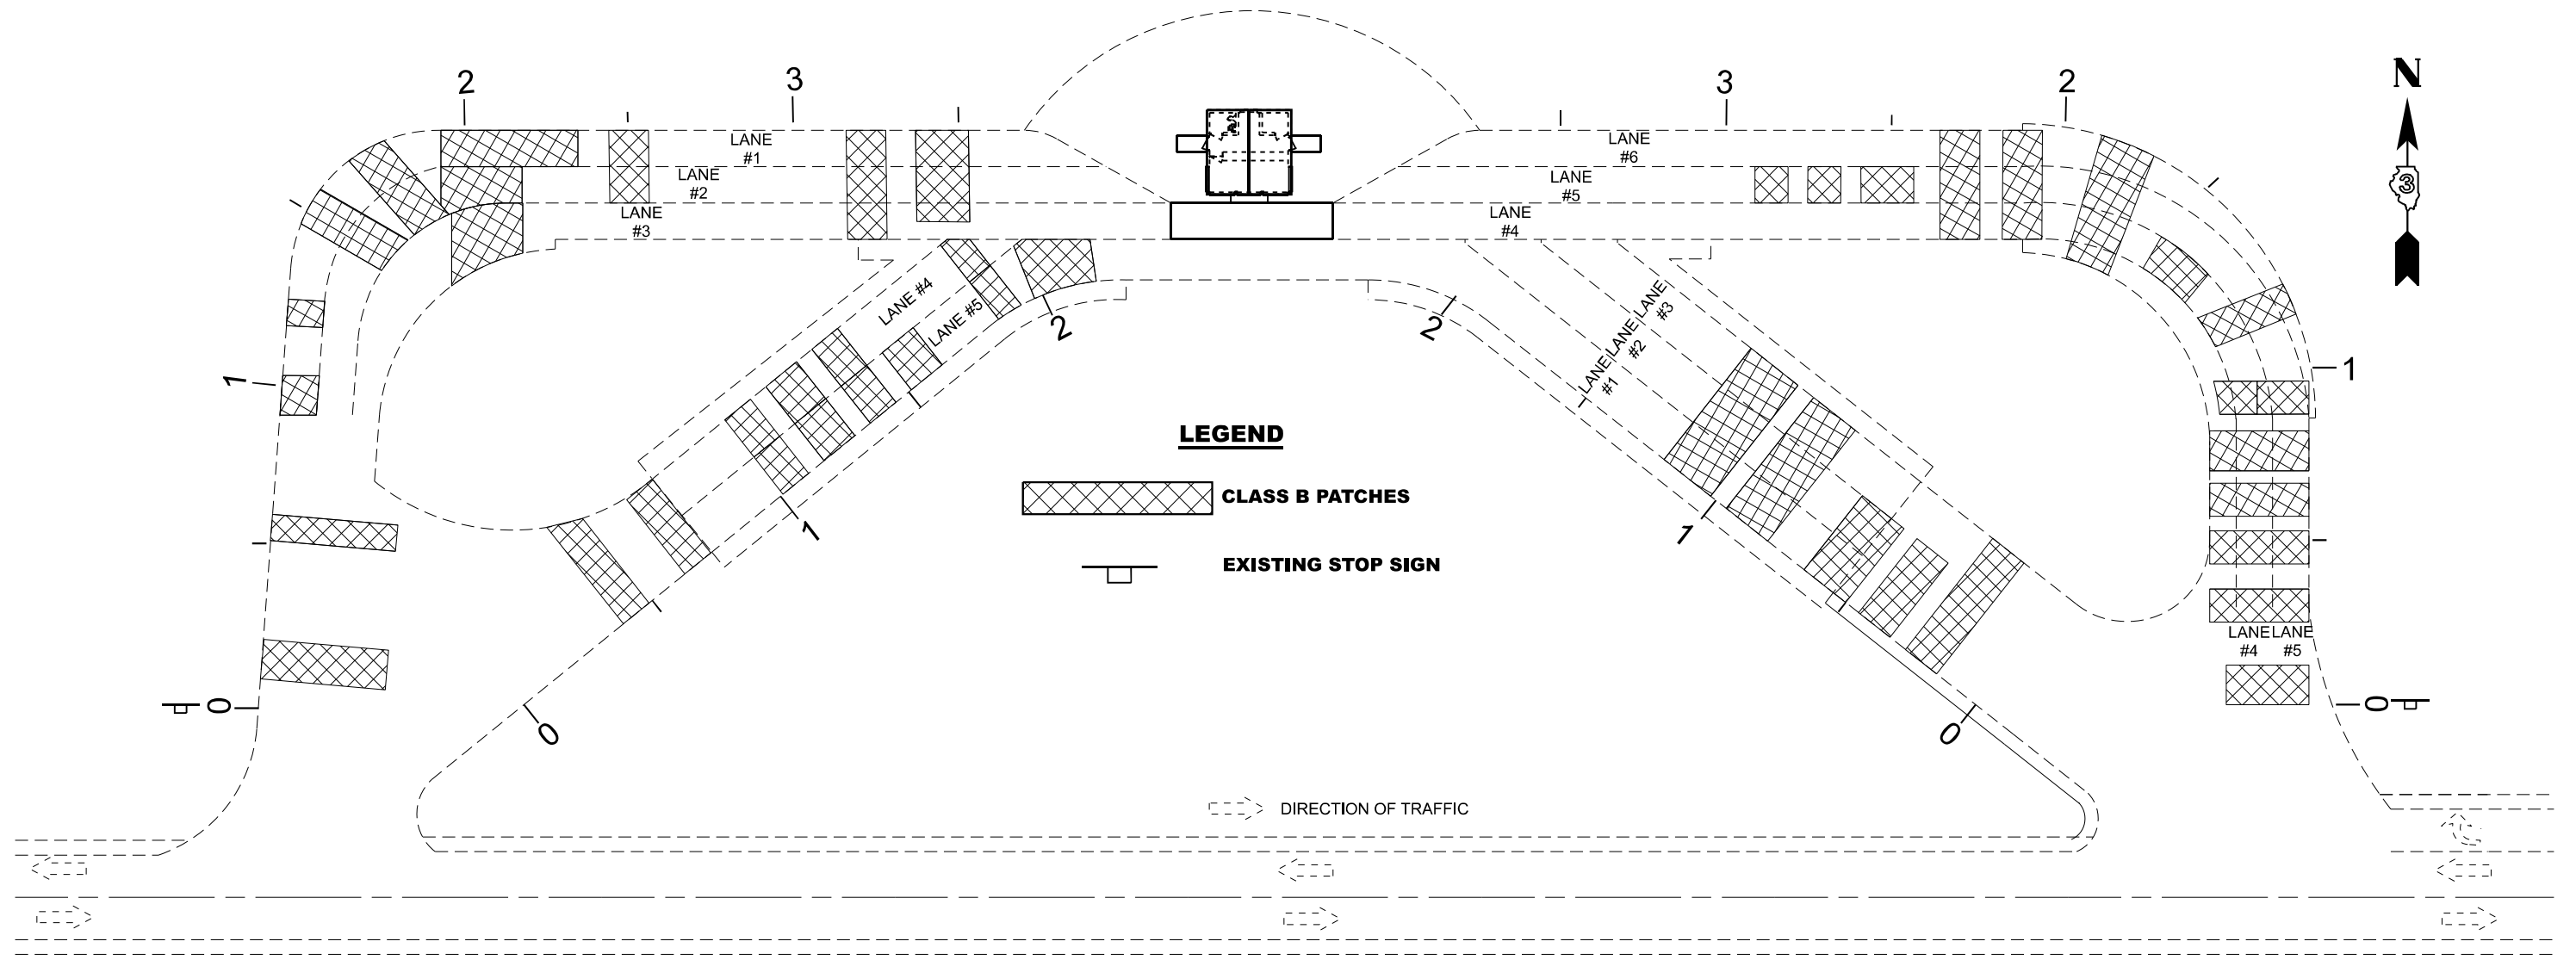 2
3
3
2
N
LANE
#1
LANE
#2
LANE
#3
LANE
#6
LANE
#5
LANE
#4
3
LANE #4
LANE #5
2
2
LANE
#1
LANE
#2
LANE
#3
1
1
LEGEND
CLASS B PATCHES
EXISTING STOP SIGN
1
1
LANE
#4
LANE
#5
0
0
0
0
DIRECTION OF TRAFFIC